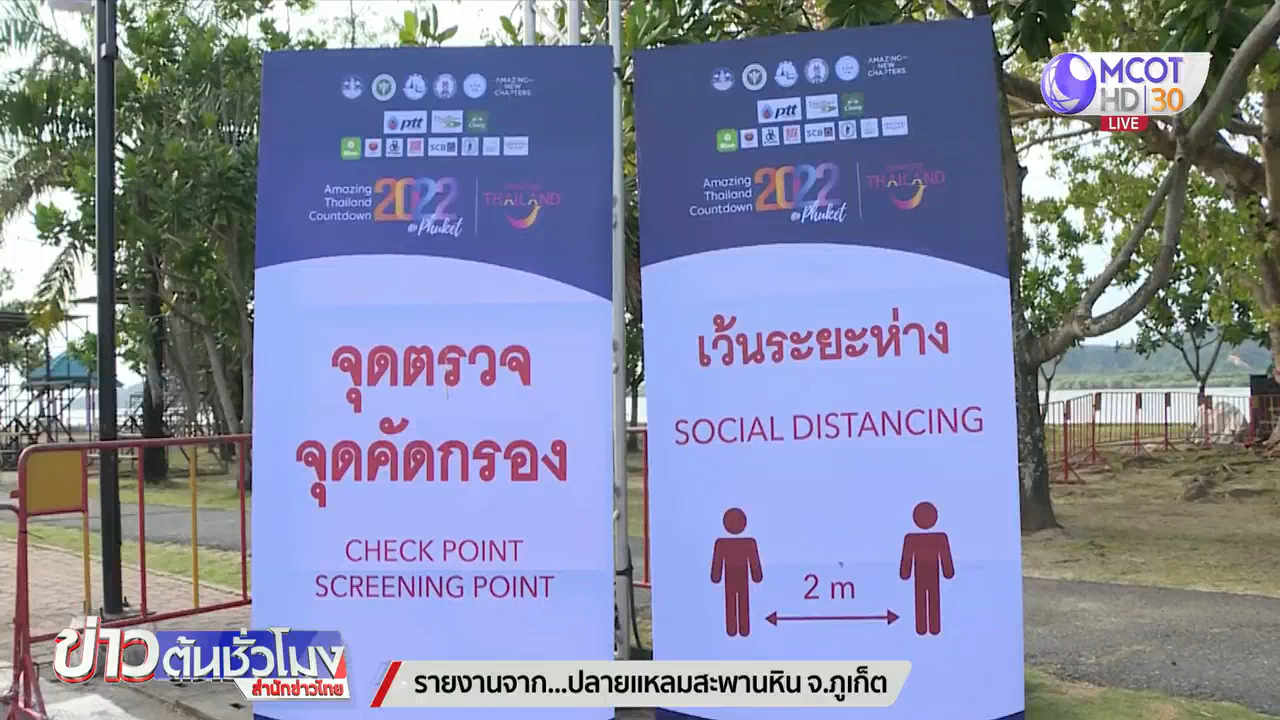 AMAZING
NEW
CHAPTERS
ptt
SCB
Amazing
Thailand
Countdown
2022
@Phuket
THAILAND
จุดตรวจ
จุดคัดกรอง
CHECK POINT
SCREENING POINT
AMAZING
NEW
CHAPTERS
ptt
SCB
Amazing
Thailand
Countdown
2022
@Phuket
THAILAND
เว้นระยะห่าง
SOCIAL DISTANCING
2 m
MCOT
HD 30
LIVE
ข่าวต้นชั่วโมง
สำนักข่าวไทย
รายงานจาก...ปลายแหลมสะพานหิน จ.ภูเก็ต